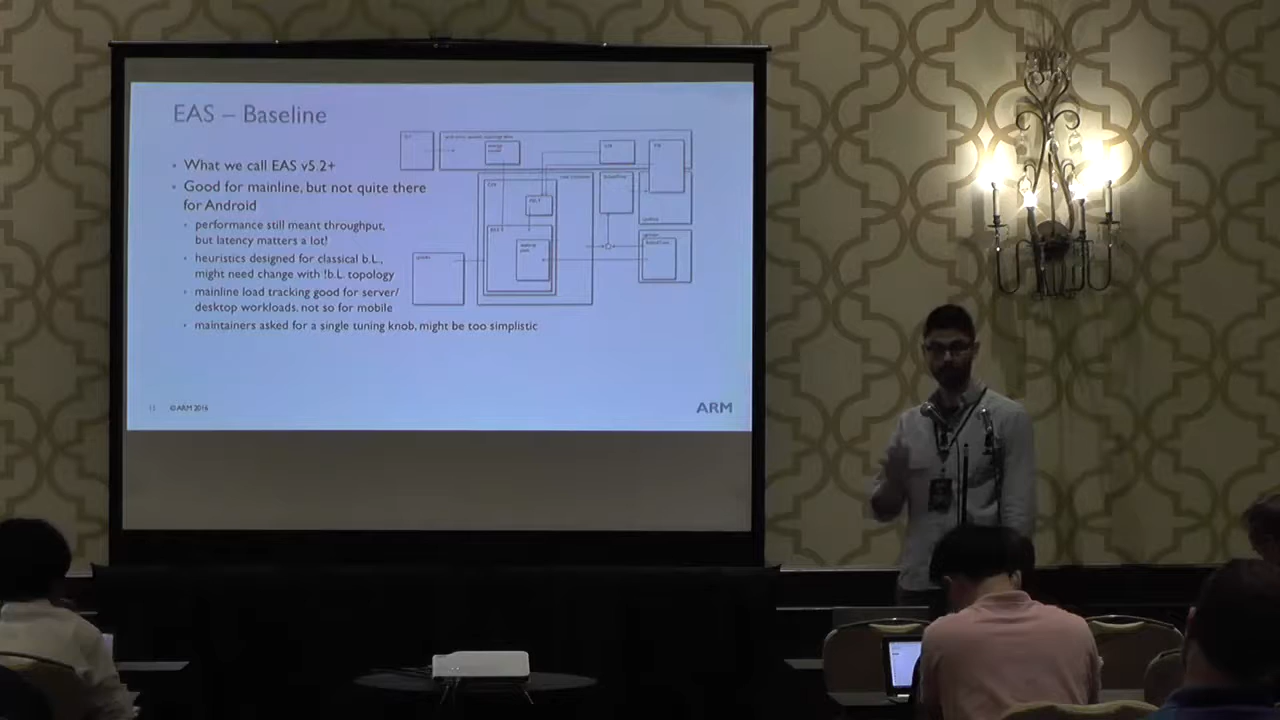 EAS – Baseline
• What we call EAS v5.2+
• Good for mainline, but not quite there
for Android
• performance still meant throughput,
but latency matters a lot!
• heuristics designed for classical b.L.,
might need change with !b.L. topology
• mainline load tracking good for server/
desktop workloads, not so for mobile
• maintainers asked for a single tuning knob, might be too simplistic
13 © ARM 2016
ARM